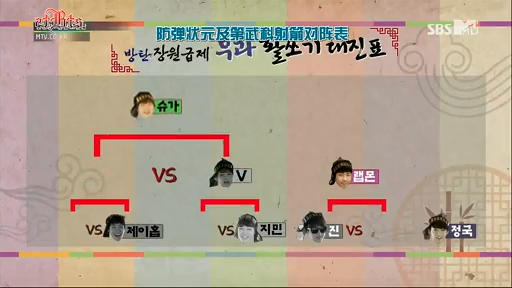 防弹状元及第武科射箭对阵表
MTV.CO.KR
SBS MTV
방탄 장원급제 무과 활쏘기 대진표
슈가
VS
V
랩몬
VS
제이홉
VS
지민
진
VS
정국